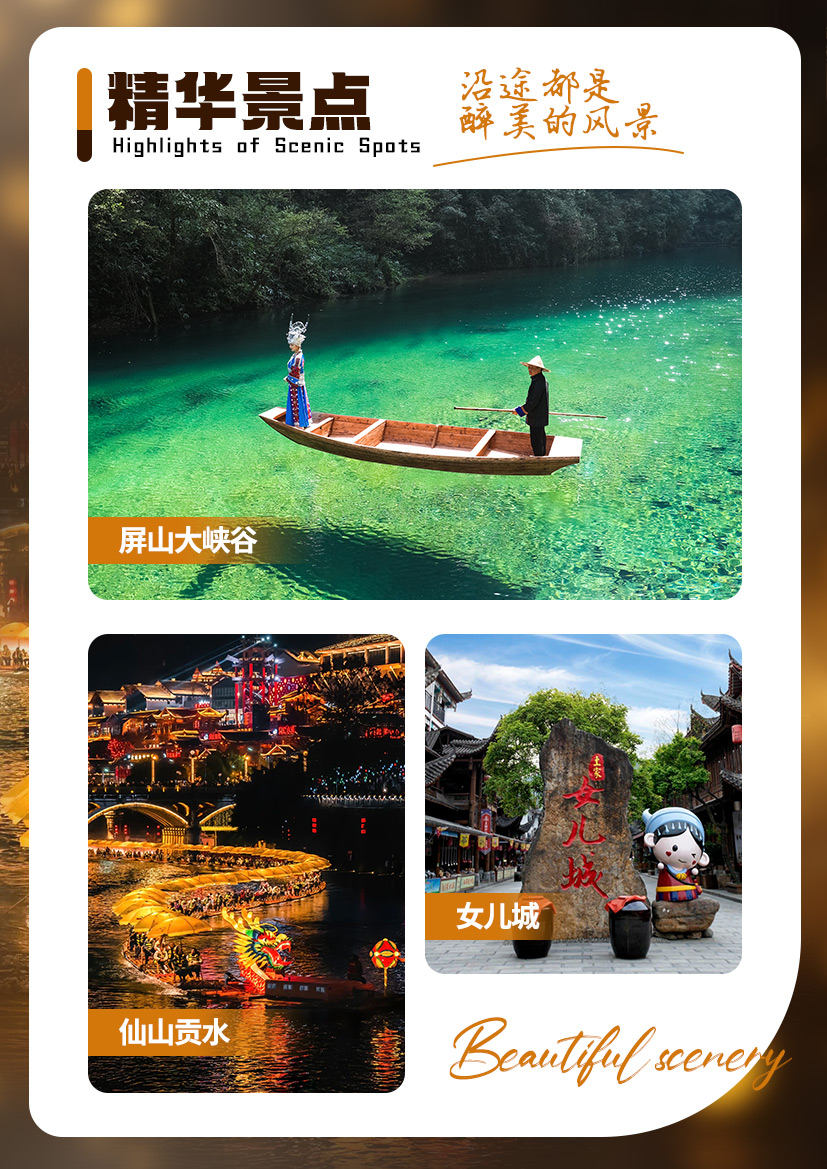 精华景点
Highlights of Scenic Spots
沿途都是
醉美的风景
屏山大峡谷
仙山贡水
土家
女儿城
女儿城
Beautiful scenery